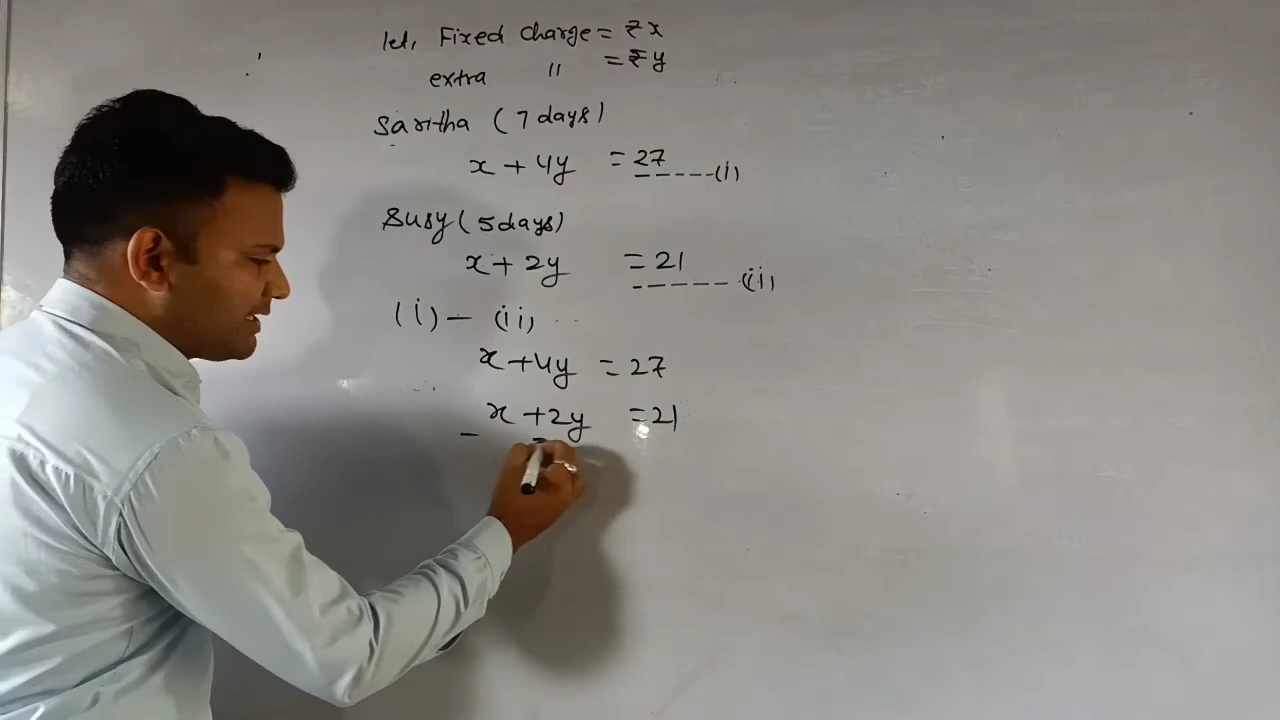 let, Fixed charge = ₹ x
extra " = ₹ y
Saritha (7 days)
x + 4y = 27 -----(i)
Susy (5 days)
x + 2y = 21 -----(ii)
(i) - (ii)
x + 4y = 27
x + 2y = 21
- -